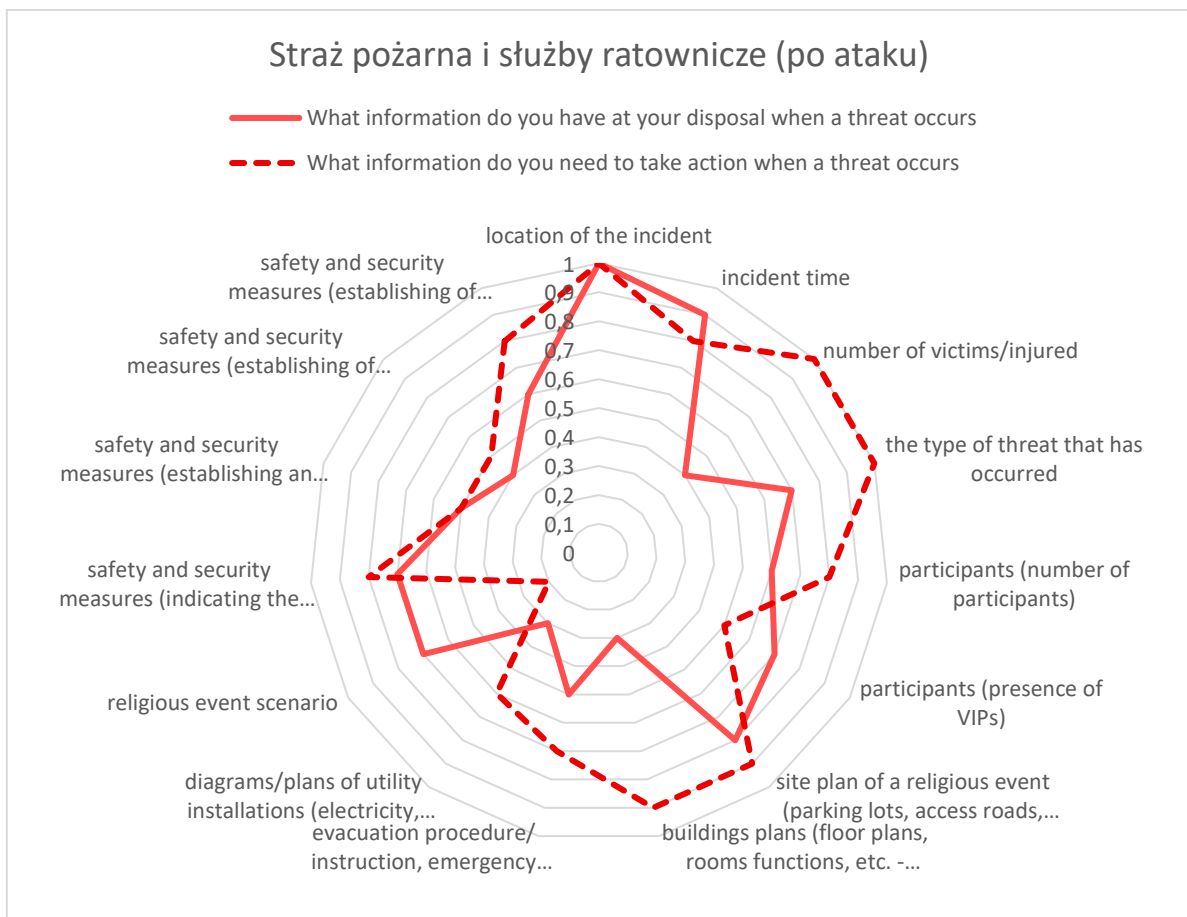 Straż pożarna i służby ratownicze (po ataku)
What information do you have at your disposal when a threat occurs
What information do you need to take action when a threat occurs
location of the incident
incident time
number of victims/injured
the type of threat that has
occurred
participants (number of
participants)
participants (presence of
VIPs)
site plan of a religious event
(parking lots, access roads,...
buildings plans (floor plans,
rooms functions, etc. -...
evacuation procedure/
instruction, emergency...
diagrams/plans of utility
installations (electricity,...
religious event scenario
safety and security
measures (indicating the...
safety and security
measures (establishing an...
safety and security
measures (establishing of...
safety and security
measures (establishing of...
1
0,9
0,8
0,7
0,6
0,5
0,4
0,3
0,2
0,1
0